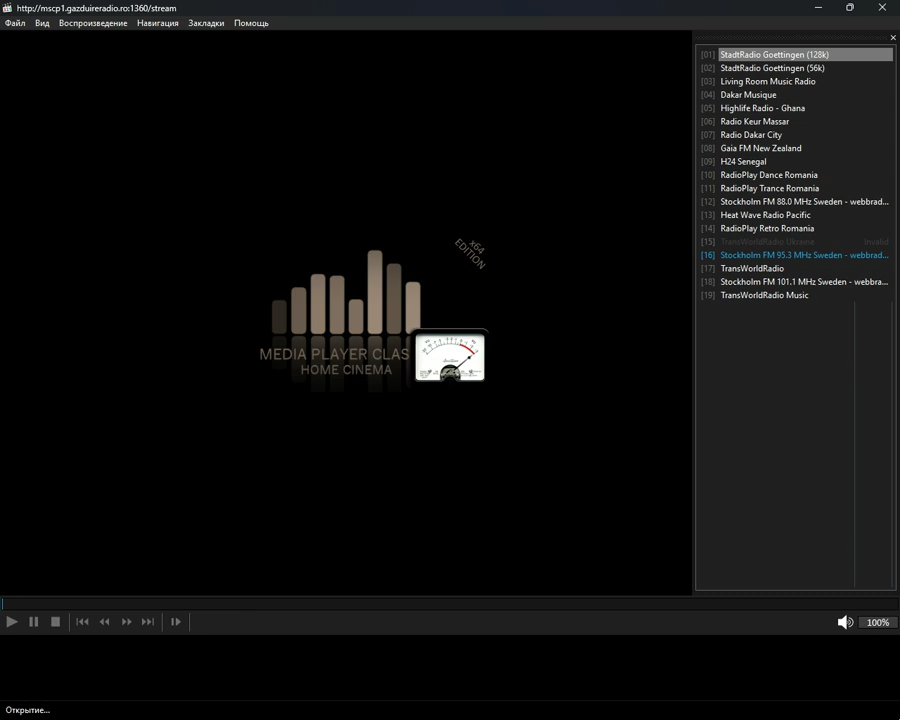 http://mscp1.gazduireradio.ro:1360/stream
Файл Вид Воспроизведение Навигация Закладки Помощь
[01] StadtRadio Goettingen (128k)
[02] StadtRadio Goettingen (56k)
[03] Living Room Music Radio
[04] Dakar Musique
[05] Highlife Radio - Ghana
[06] Radio Keur Massar
[07] Radio Dakar City
[08] Gaia FM New Zealand
[09] H24 Senegal
[10] RadioPlay Dance Romania
[11] RadioPlay Trance Romania
[12] Stockholm FM 88.0 MHz Sweden - webbrad...
[13] Heat Wave Radio Pacific
[14] RadioPlay Retro Romania
[15] TransWorldRadio Ukraine Invalid
[16] Stockholm FM 95.3 MHz Sweden - webbrad...
[17] TransWorldRadio
[18] Stockholm FM 101.1 MHz Sweden - webbra...
[19] TransWorldRadio Music
x64
EDITION
MEDIA PLAYER CLAS
HOME CINEMA
100%
Открытие...